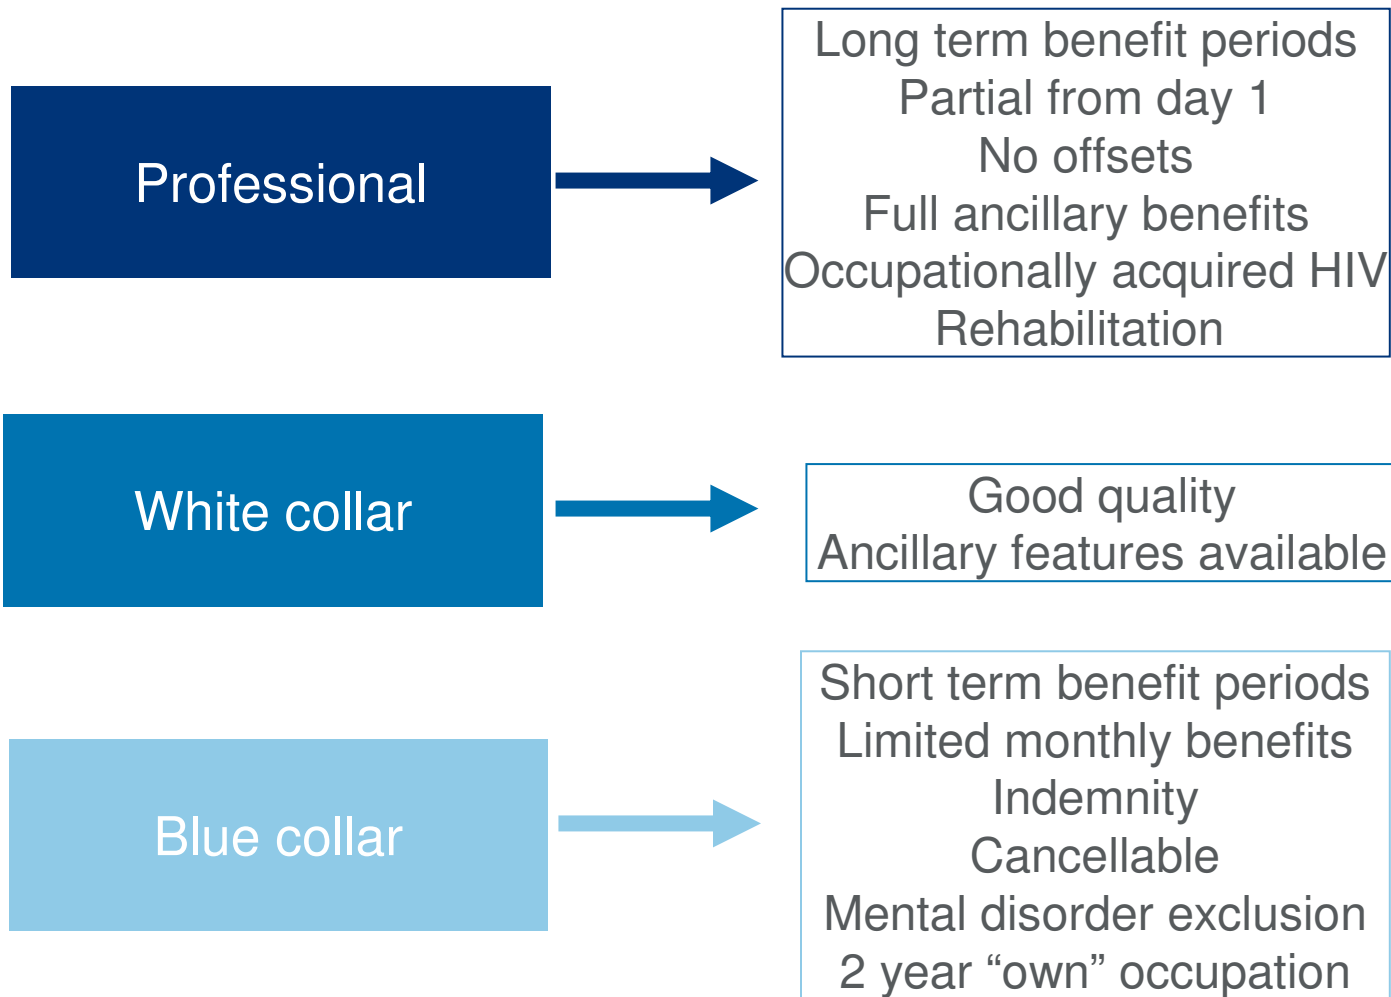 Professional
Long term benefit periods
Partial from day 1
No offsets
Full ancillary benefits
Occupationally acquired HIV
Rehabilitation
White collar
Good quality
Ancillary features available
Blue collar
Short term benefit periods
Limited monthly benefits
Indemnity
Cancellable
Mental disorder exclusion
2 year “own” occupation